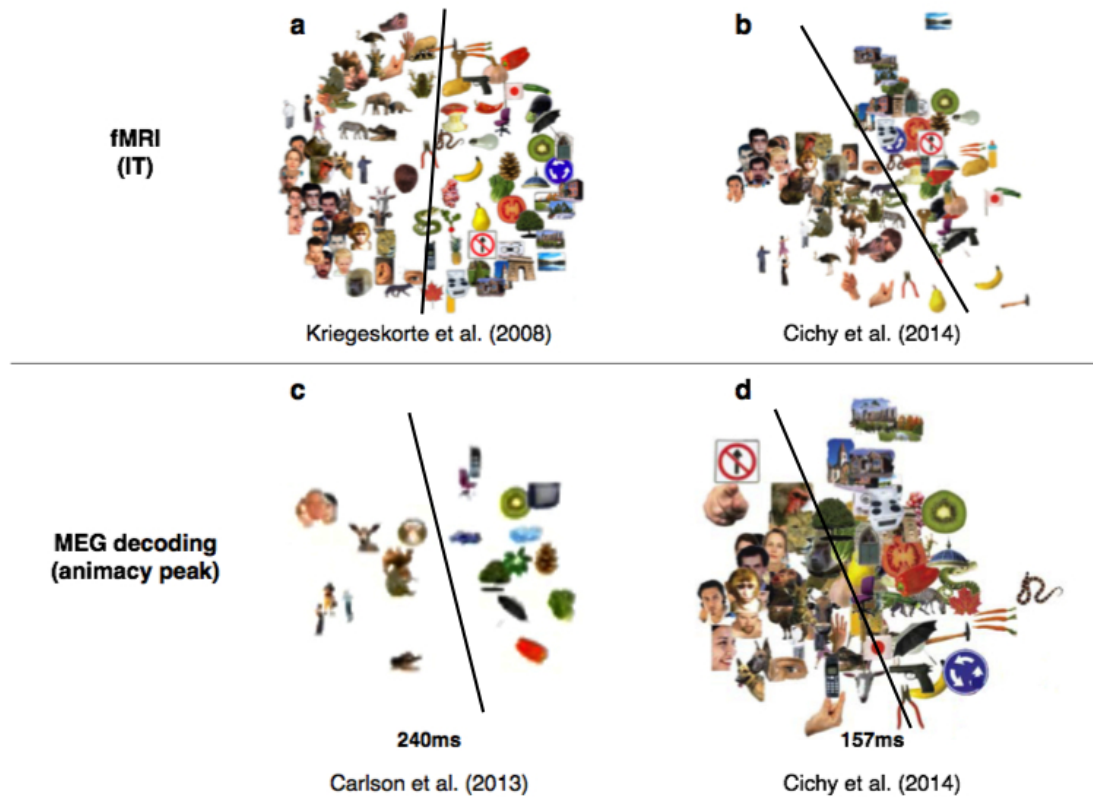 a
b
fMRI
(IT)
Kriegeskorte et al. (2008)
Cichy et al. (2014)
c
d
MEG decoding
(animacy peak)
240ms
157ms
Carlson et al. (2013)
Cichy et al. (2014)